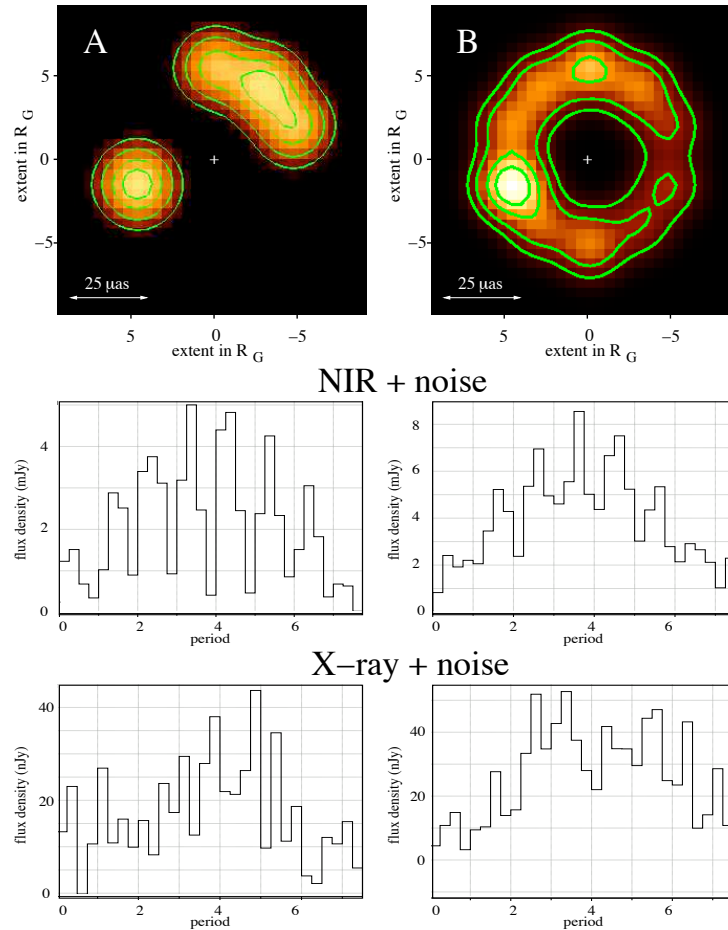 A
B
5
0
−5
extent in R G
25 µas
5 0 −5
extent in R G
5
0
−5
extent in R G
25 µas
5 0 −5
extent in R G
NIR + noise
4
2
0
flux density (mJy)
0 2 4 6
period
8
6
4
2
0
flux density (mJy)
0 2 4 6
period
X−ray + noise
40
20
0
flux density (nJy)
0 2 4 6
period
40
20
0
flux density (nJy)
0 2 4 6
period